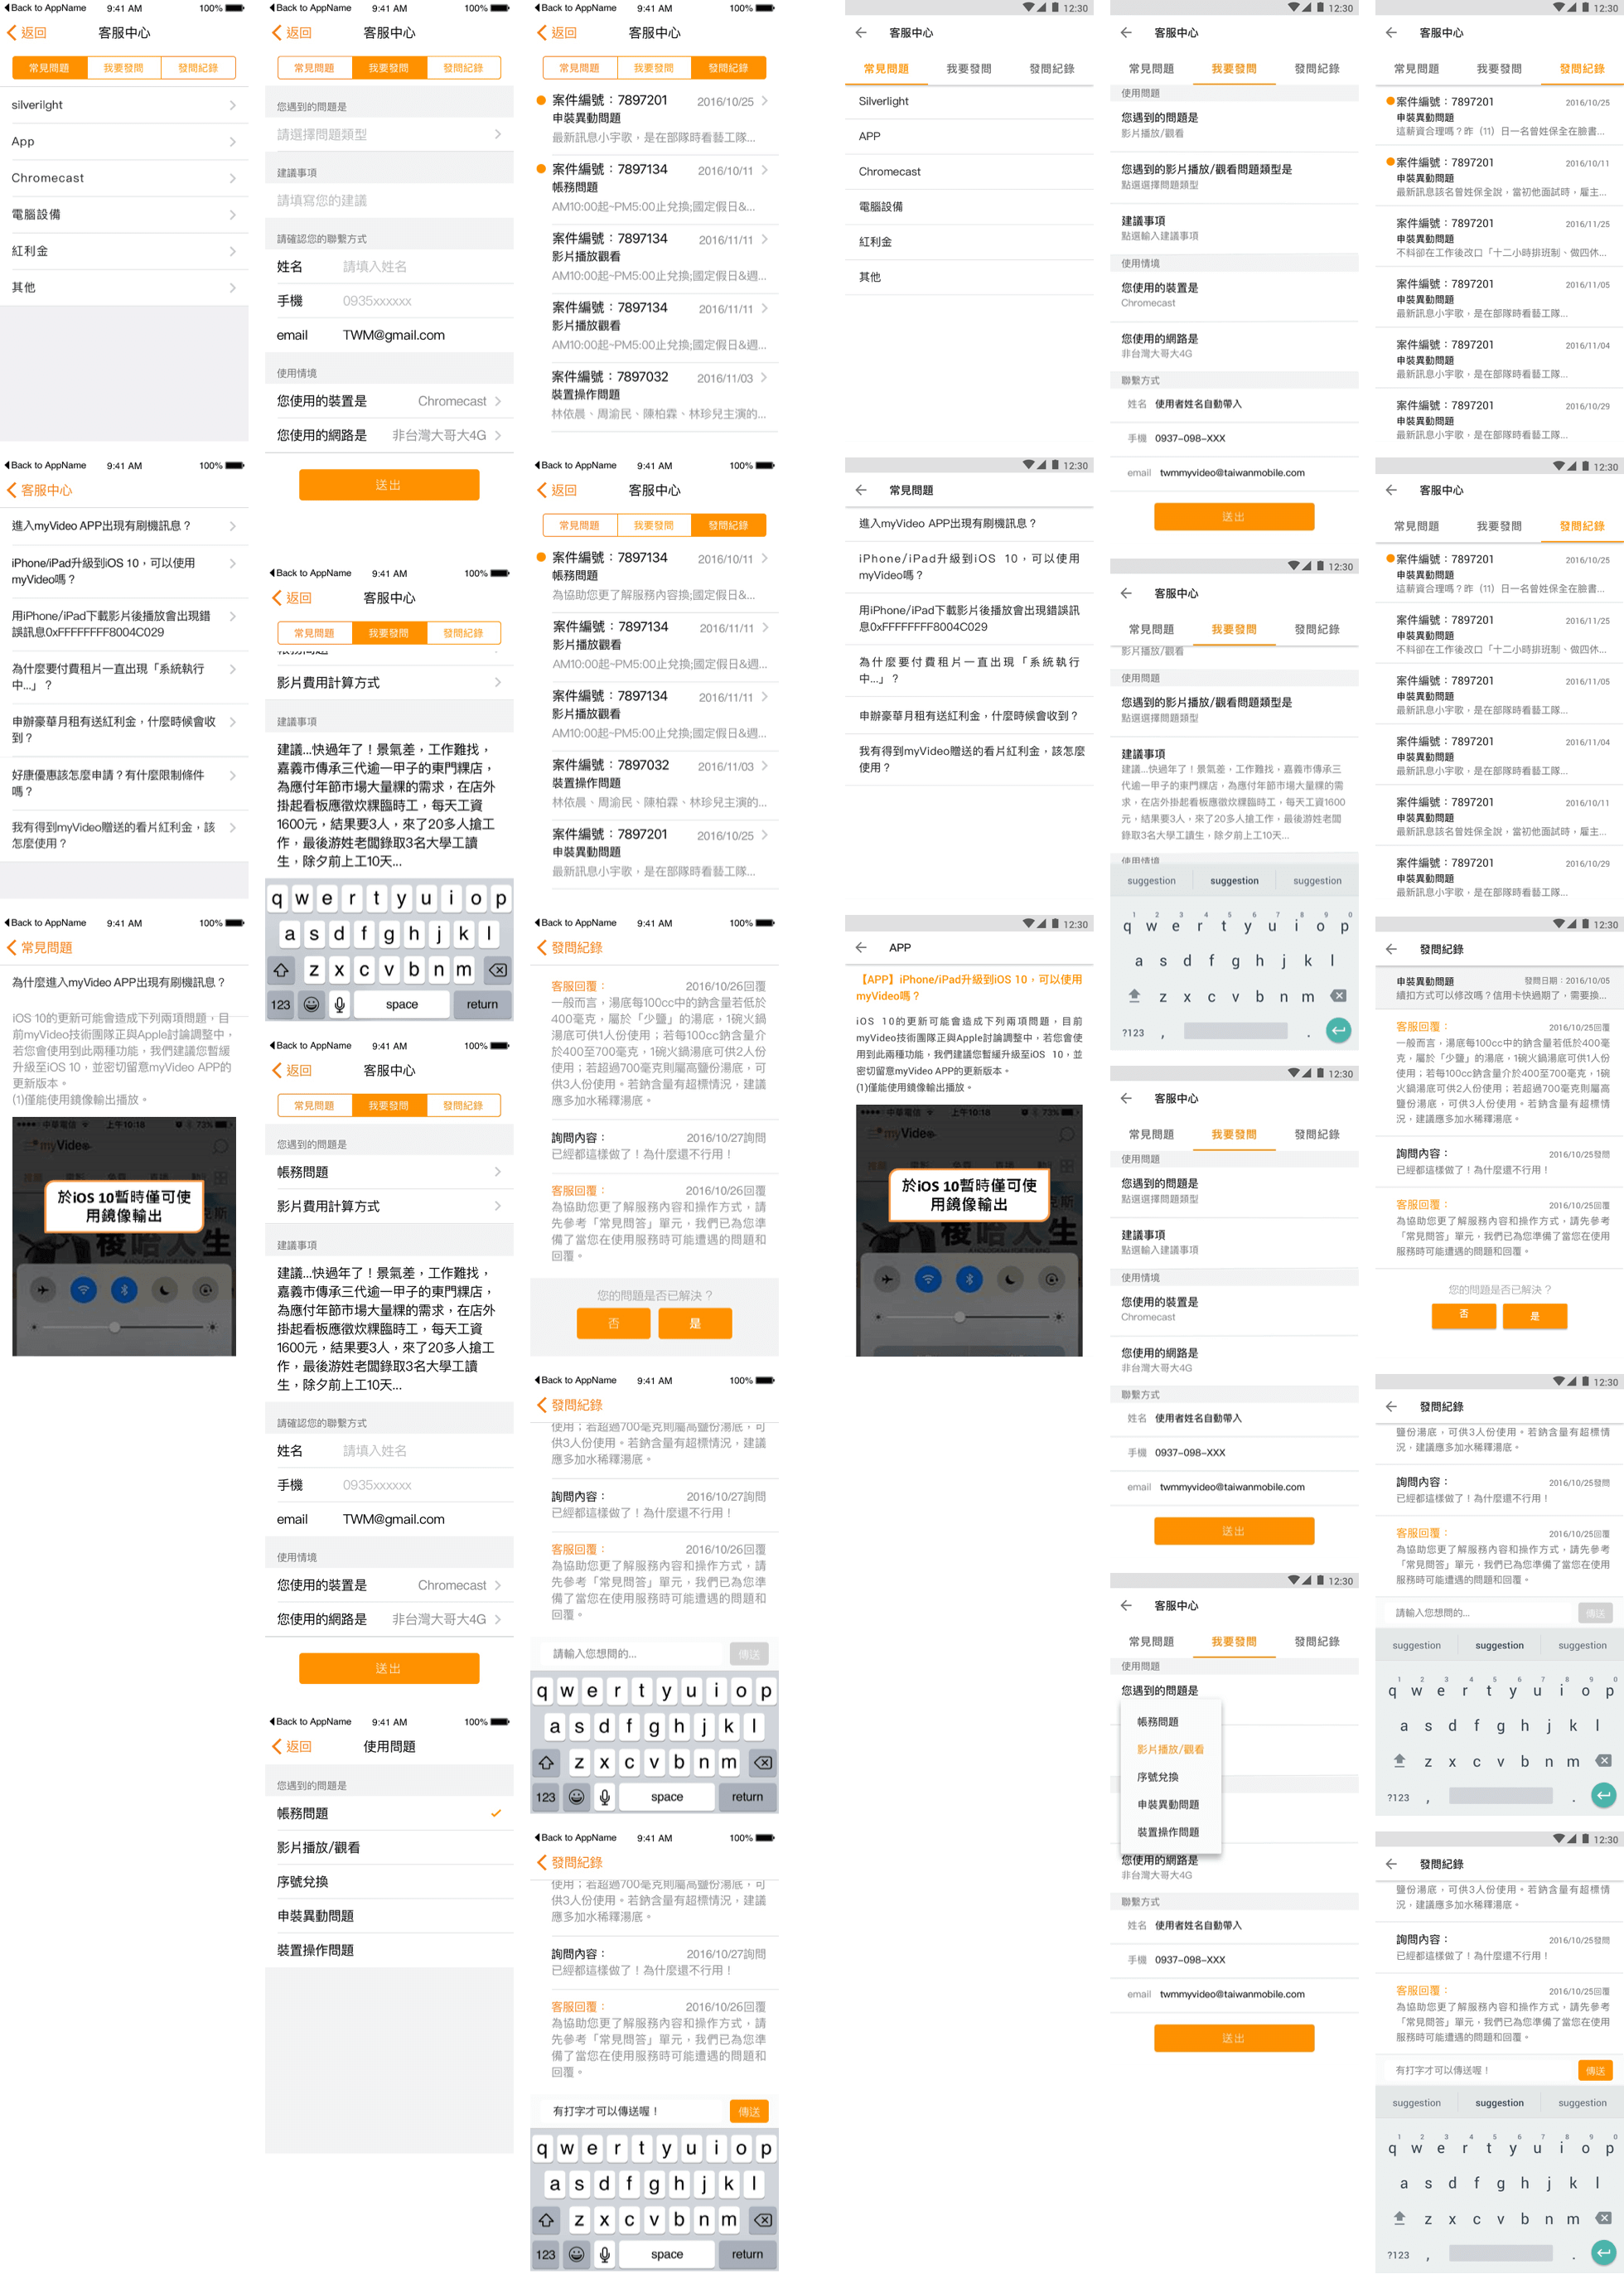 Back to AppName 9:41 AM 100%
返回 客服中心
常見問題 我要發問 發問紀錄
silverilght
App
Chromecast
電腦設備
紅利金
其他
Back to AppName 9:41 AM 100%
客服中心
進入myVideo APP出現有刷機訊息？
iPhone/iPad升級到iOS 10，可以使用
myVideo嗎？
用iPhone/iPad下載影片後播放會出現錯
誤訊息0xFFFFFFFF8004C029
為什麼要付費租片一直出現「系統執行
中...」？
申辦豪華月租有送紅利金，什麼時候會收
到？
好康優惠該怎麼申請？有什麼限制條件
嗎？
我有得到myVideo贈送的看片紅利金，該
怎麼使用？
Back to AppName 9:41 AM 100%
常見問題
為什麼進入myVideo APP出現有刷機訊息？
iOS 10的更新可能會造成下列兩項問題，目
前myVideo技術團隊正與Apple討論調整中，
若您會使用到此兩種功能，我們建議您暫緩
升級至iOS 10，並密切留意myVideo APP的
更新版本。
(1)僅能使用鏡像輸出播放。
中華電信 上午10:18 73%
myVideo
於iOS 10暫時僅可使
用鏡像輸出
Back to AppName 9:41 AM 100%
返回 客服中心
常見問題 我要發問 發問紀錄
您遇到的問題是
請選擇問題類型
建議事項
請填寫您的建議
請確認您的聯繫方式
姓名 請填入姓名
手機 0935xxxxxx
email TWM@gmail.com
使用情境
您使用的裝置是 Chromecast
您使用的網路是 非台灣大哥大4G
送出
Back to AppName 9:41 AM 100%
返回 客服中心
常見問題 我要發問 發問紀錄
帳務問題
影片費用計算方式
建議事項
建議...快過年了！景氣差，工作難找，
嘉義市傳承三代逾一甲子的東門粿店，
為應付年節市場大量粿的需求，在店外
掛起看板應徵炊粿臨時工，每天工資
1600元，結果要3人，來了20多人搶工
作，最後游姓老闆錄取3名大學工讀
生，除夕前上工10天...
q w e r t y u i o p
a s d f g h j k l
z x c v b n m
123 space return
Back to AppName 9:41 AM 100%
返回 客服中心
常見問題 我要發問 發問紀錄
您遇到的問題是
帳務問題
影片費用計算方式
建議事項
建議...快過年了！景氣差，工作難找，
嘉義市傳承三代逾一甲子的東門粿店，
為應付年節市場大量粿的需求，在店外
掛起看板應徵炊粿臨時工，每天工資
1600元，結果要3人，來了20多人搶工
作，最後游姓老闆錄取3名大學工讀
生，除夕前上工10天...
請確認您的聯繫方式
姓名 請填入姓名
手機 0935xxxxxx
email TWM@gmail.com
使用情境
您使用的裝置是 Chromecast
您使用的網路是 非台灣大哥大4G
送出
Back to AppName 9:41 AM 100%
返回 使用問題
您遇到的問題是
帳務問題
影片播放/觀看
序號兌換
申裝異動問題
裝置操作問題
Back to AppName 9:41 AM 100%
返回 客服中心
常見問題 我要發問 發問紀錄
案件編號：7897201 2016/10/25
申裝異動問題
最新訊息小宇歌，是在部隊時看藝工隊...
案件編號：7897134 2016/10/11
帳務問題
AM10:00起~PM5:00止兌換;國定假日&...
案件編號：7897134 2016/11/11
影片播放觀看
AM10:00起~PM5:00止兌換;國定假日&週...
案件編號：7897134 2016/11/11
影片播放觀看
AM10:00起~PM5:00止兌換;國定假日&週...
案件編號：7897032 2016/11/03
裝置操作問題
林依晨、周渝民、陳柏霖、林珍兒主演的...
Back to AppName 9:41 AM 100%
返回 客服中心
常見問題 我要發問 發問紀錄
案件編號：7897134 2016/10/11
帳務問題
為協助您更了解服務內容換;國定假日&...
案件編號：7897134 2016/11/11
影片播放觀看
AM10:00起~PM5:00止兌換;國定假日&週...
案件編號：7897134 2016/11/11
影片播放觀看
AM10:00起~PM5:00止兌換;國定假日&週...
案件編號：7897032 2016/11/03
裝置操作問題
林依晨、周渝民、陳柏霖、林珍兒主演的...
案件編號：7897201 2016/10/25
申裝異動問題
最新訊息小宇歌，是在部隊時看藝工隊...
Back to AppName 9:41 AM 100%
發問紀錄
客服回覆： 2016/10/26回覆
一般而言，湯底每100cc中的鈉含量若低於
400毫克，屬於「少鹽」的湯底，1碗火鍋
湯底可供1人份使用；若每100cc鈉含量介
於400至700毫克，1碗火鍋湯底可供2人份
使用；若超過700毫克則屬高鹽份湯底，可
供3人份使用。若鈉含量有超標情況，建議
應多加水稀釋湯底。
詢問內容： 2016/10/27詢問
已經都這樣做了！為什麼還不行用！
客服回覆： 2016/10/26回覆
為協助您更了解服務內容和操作方式，請
先參考「常見問答」單元，我們已為您準
備了當您在使用服務時可能遭遇的問題和
回覆。
您的問題是否已解決？
否 是
Back to AppName 9:41 AM 100%
發問紀錄
使用；若超過700毫克則屬高鹽份湯底，可
供3人份使用。若鈉含量有超標情況，建議
應多加水稀釋湯底。
詢問內容： 2016/10/27詢問
已經都這樣做了！為什麼還不行用！
客服回覆： 2016/10/26回覆
為協助您更了解服務內容和操作方式，請
先參考「常見問答」單元，我們已為您準
備了當您在使用服務時可能遭遇的問題和
回覆。
請輸入您想問的... 傳送
q w e r t y u i o p
a s d f g h j k l
z x c v b n m
123 space return
Back to AppName 9:41 AM 100%
發問紀錄
使用；若超過700毫克則屬高鹽份湯底，可
供3人份使用。若鈉含量有超標情況，建議
應多加水稀釋湯底。
詢問內容： 2016/10/27詢問
已經都這樣做了！為什麼還不行用！
客服回覆： 2016/10/26回覆
為協助您更了解服務內容和操作方式，請
先參考「常見問答」單元，我們已為您準
備了當您在使用服務時可能遭遇的問題和
回覆。
有打字才可以傳送喔！ 傳送
q w e r t y u i o p
a s d f g h j k l
z x c v b n m
123 space return
12:30
客服中心
常見問題 我要發問 發問紀錄
Silverlight
APP
Chromecast
電腦設備
紅利金
其他
12:30
常見問題
進入myVideo APP出現有刷機訊息？
iPhone/iPad升級到iOS 10，可以使用
myVideo嗎？
用iPhone/iPad下載影片後播放會出現錯誤訊
息0xFFFFFFFF8004C029
為什麼要付費租片一直出現「系統執行
中...」？
申辦豪華月租有送紅利金，什麼時候會收到？
我有得到myVideo贈送的看片紅利金，該怎麼
使用？
12:30
APP
【APP】iPhone/iPad升級到iOS 10，可以使用
myVideo嗎？
iOS 10的更新可能會造成下列兩項問題，目前
myVideo技術團隊正與Apple討論調整中，若您會使
用到此兩種功能，我們建議您暫緩升級至iOS 10，並
密切留意myVideo APP的更新版本。
(1)僅能使用鏡像輸出播放。
中華電信 上午10:18 73%
myVideo
於iOS 10暫時僅可使
用鏡像輸出
12:30
客服中心
常見問題 我要發問 發問紀錄
使用問題
您遇到的問題是
影片播放/觀看
您遇到的影片播放/觀看問題類型是
點選選擇問題類型
建議事項
點選輸入建議事項
使用情境
您使用的裝置是
Chromecast
您使用的網路是
非台灣大哥大4G
聯繫方式
姓名 使用者姓名自動帶入
手機 0937-098-XXX
email twmmyvideo@taiwanmobile.com
送出
12:30
客服中心
常見問題 我要發問 發問紀錄
影片播放/觀看
使用問題
您遇到的影片播放/觀看問題類型是
點選選擇問題類型
建議事項
建議...快過年了！景氣差，工作難找，嘉義市傳承三
代逾一甲子的東門粿店，為應付年節市場大量粿的需
求，在店外掛起看板應徵炊粿臨時工，每天工資1600
元，結果要3人，來了20多人搶工作，最後游姓老闆
錄取3名大學工讀生，除夕前上工10天...
使用情境
suggestion suggestion suggestion
1 2 3 4 5 6 7 8 9 0
q w e r t y u i o p
a s d f g h j k l
z x c v b n m
?123 , .
12:30
客服中心
常見問題 我要發問 發問紀錄
使用問題
您遇到的問題是
點選選擇問題類型
建議事項
點選輸入建議事項
使用情境
您使用的裝置是
Chromecast
您使用的網路是
非台灣大哥大4G
聯繫方式
姓名 使用者姓名自動帶入
手機 0937-098-XXX
email twmmyvideo@taiwanmobile.com
送出
12:30
客服中心
常見問題 我要發問 發問紀錄
使用問題
您遇到的問題是
帳務問題
影片播放/觀看
序號兌換
申裝異動問題
裝置操作問題
您使用的網路是
非台灣大哥大4G
聯繫方式
姓名 使用者姓名自動帶入
手機 0937-098-XXX
email twmmyvideo@taiwanmobile.com
送出
12:30
客服中心
常見問題 我要發問 發問紀錄
案件編號：7897201 2016/10/25
申裝異動問題
這薪資合理嗎？昨（11）日一名曾姓保全在臉書...
案件編號：7897201 2016/10/11
申裝異動問題
最新訊息該名曾姓保全說，當初他面試時，雇主...
案件編號：7897201 2016/11/25
申裝異動問題
不料卻在工作後改口「十二小時排班制、做四休...
案件編號：7897201 2016/11/05
申裝異動問題
最新訊息小宇歌，是在部隊時看藝工隊...
案件編號：7897201 2016/11/04
申裝異動問題
最新訊息小宇歌，是在部隊時看藝工隊...
案件編號：7897201 2016/10/29
申裝異動問題
最新訊息小宇歌，是在部隊時看藝工隊...
12:30
客服中心
常見問題 我要發問 發問紀錄
案件編號：7897201 2016/10/25
申裝異動問題
這薪資合理嗎？昨（11）日一名曾姓保全在臉書...
案件編號：7897201 2016/11/25
申裝異動問題
不料卻在工作後改口「十二小時排班制、做四休...
案件編號：7897201 2016/11/05
申裝異動問題
最新訊息小宇歌，是在部隊時看藝工隊...
案件編號：7897201 2016/11/04
申裝異動問題
最新訊息小宇歌，是在部隊時看藝工隊...
案件編號：7897201 2016/10/11
申裝異動問題
最新訊息該名曾姓保全說，當初他面試時，雇主...
案件編號：7897201 2016/10/29
申裝異動問題
最新訊息小宇歌，是在部隊時看藝工隊...
12:30
發問紀錄
申裝異動問題 發問日期：2016/10/05
續扣方式可以修改嗎？信用卡快過期了，需要換...
客服回覆： 2016/10/25回覆
一般而言，湯底每100cc中的鈉含量若低於400毫
克，屬於「少鹽」的湯底，1碗火鍋湯底可供1人份
使用；若每100cc鈉含量介於400至700毫克，1碗
火鍋湯底可供2人份使用；若超過700毫克則屬高
鹽份湯底，可供3人份使用。若鈉含量有超標情
況，建議應多加水稀釋湯底。
詢問內容： 2016/10/25發問
已經都這樣做了！為什麼還不行用！
客服回覆： 2016/10/25回覆
為協助您更了解服務內容和操作方式，請先參考
「常見問答」單元，我們已為您準備了當您在使用
服務時可能遭遇的問題和回覆。
您的問題是否已解決？
否 是
12:30
發問紀錄
鹽份湯底，可供3人份使用。若鈉含量有超標情
況，建議應多加水稀釋湯底。
詢問內容： 2016/10/25發問
已經都這樣做了！為什麼還不行用！
客服回覆： 2016/10/25回覆
為協助您更了解服務內容和操作方式，請先參考
「常見問答」單元，我們已為您準備了當您在使用
服務時可能遭遇的問題和回覆。
請輸入您想問的... 傳送
suggestion suggestion suggestion
1 2 3 4 5 6 7 8 9 0
q w e r t y u i o p
a s d f g h j k l
z x c v b n m
?123 , .
12:30
發問紀錄
鹽份湯底，可供3人份使用。若鈉含量有超標情
況，建議應多加水稀釋湯底。
詢問內容： 2016/10/25發問
已經都這樣做了！為什麼還不行用！
客服回覆： 2016/10/25回覆
為協助您更了解服務內容和操作方式，請先參考
「常見問答」單元，我們已為您準備了當您在使用
服務時可能遭遇的問題和回覆。
有打字才可以傳送喔！ 傳送
suggestion suggestion suggestion
1 2 3 4 5 6 7 8 9 0
q w e r t y u i o p
a s d f g h j k l
z x c v b n m
?123 , .